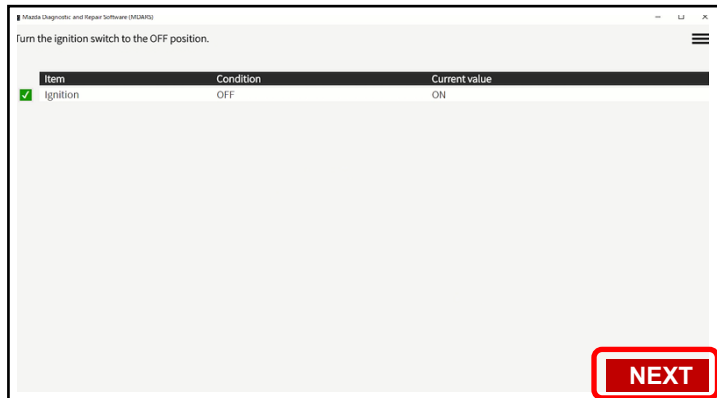 Mazda Diagnostic and Repair Software (MDARS)
Turn the ignition switch to the OFF position.
Item Condition Current value
Ignition OFF ON
NEXT